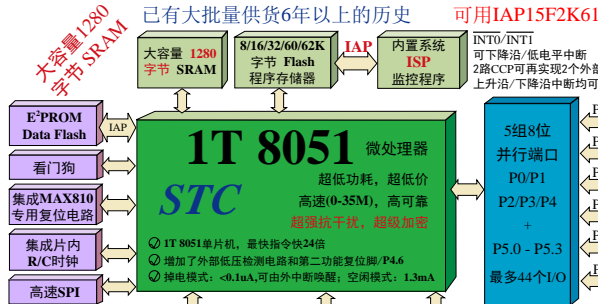 已有大批量供货6年以上的历史
可用IAP15F2K61
大容量1280
字节 SRAM
大容量 1280
字节 SRAM
8/16/32/60/62K
字节 Flash
程序存储器
IAP
内置系统
ISP
监控程序
INT0/INT1
可下降沿/低电平中断
2路CCP可再实现2个外部
上升沿/下降沿中断均可
E²PROM
Data Flash
IAP
看门狗
集成MAX810
专用复位电路
集成片内
R/C时钟
高速SPI
1T 8051 微处理器
STC
超低功耗，超低价
高速(0-35M)，高可靠
超强抗干扰，超级加密
1T 8051单片机，最快指令快24倍
增加了外部低压检测电路和第二功能复位脚/P4.6
掉电模式：<0.1uA,可由外中断唤醒；空闲模式：1.3mA
5组8位
并行端口
P0/P1
P2/P3/P4
+
P5.0 - P5.3
最多44个I/O